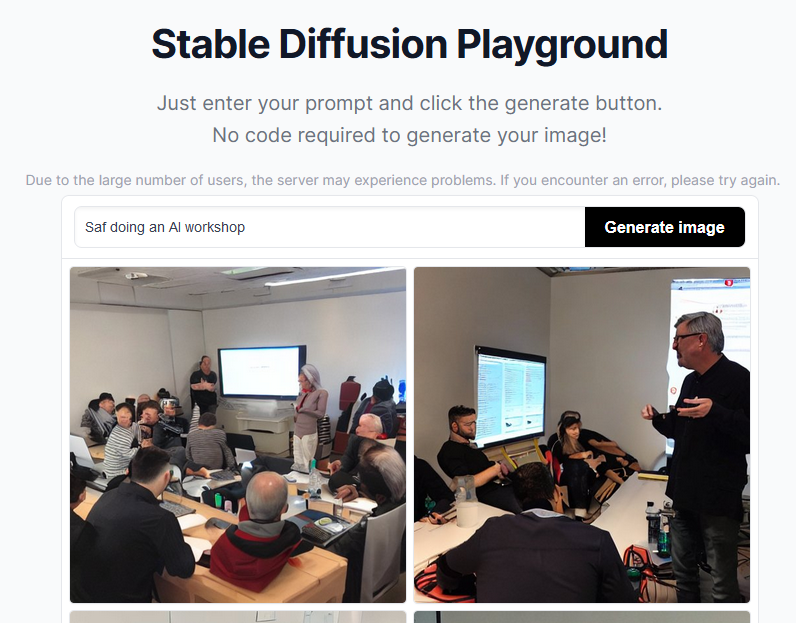 Stable Diffusion Playground
Just enter your prompt and click the generate button.
No code required to generate your image!
Due to the large number of users, the server may experience problems. If you encounter an error, please try again.
Saf doing an AI workshop
Generate image